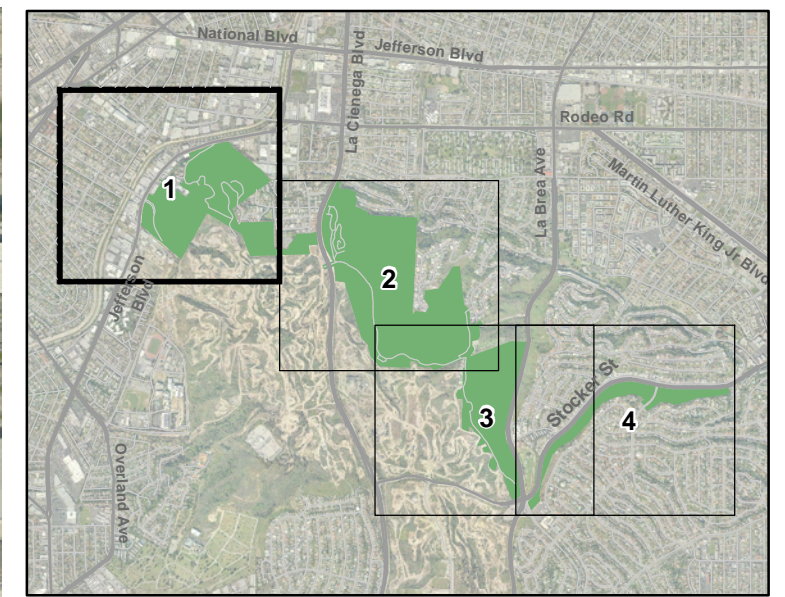 National Blvd
Jefferson Blvd
La Cienega Blvd
Rodeo Rd
La Brea Ave
Martin Luther King Jr Blvd
1
2
Jefferson
Blvd
Stocker St
3
4
Overland Ave